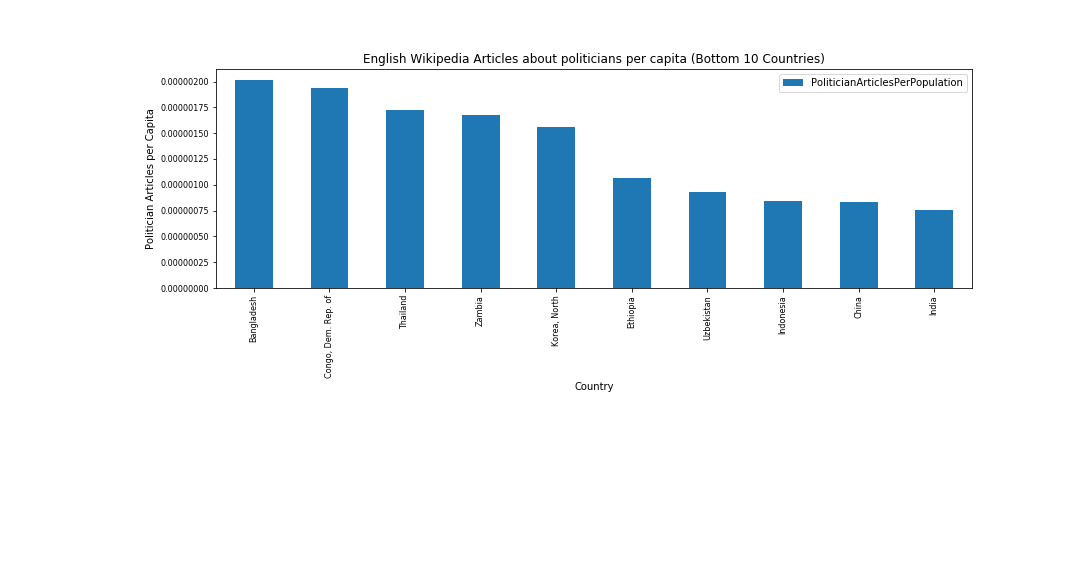 English Wikipedia Articles about politicians per capita (Bottom 10 Countries)
PoliticianArticlesPerPopulation
Politician Articles per Capita
0.00000200
0.00000175
0.00000150
0.00000125
0.00000100
0.00000075
0.00000050
0.00000025
0.00000000
Bangladesh
Congo, Dem. Rep. of
Thailand
Zambia
Korea, North
Ethiopia
Uzbekistan
Indonesia
China
India
Country